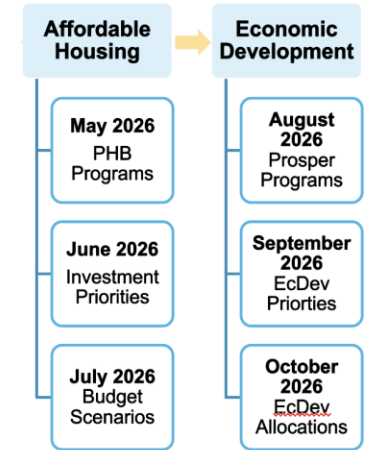 Affordable
Housing
May 2026
PHB
Programs
June 2026
Investment
Priorities
July 2026
Budget
Scenarios
Economic
Development
August
2026
Prosper
Programs
September
2026
EcDev
Priorties
October
2026
EcDev
Allocations